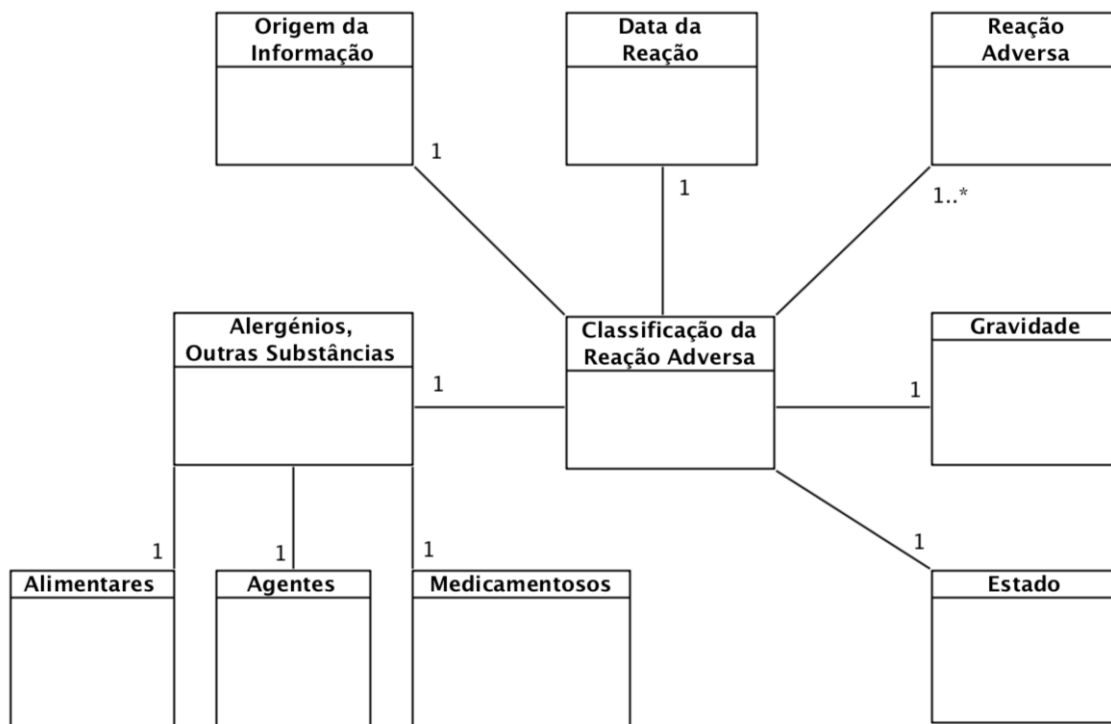 Origem da
Informação
Data da
Reação
Reação
Adversa
1
1
1..*
Alergénios,
Outras Substâncias
Classificação da
Reação Adversa
Gravidade
1
1
1
1
1
1
Alimentares
Agentes
Medicamentosos
Estado